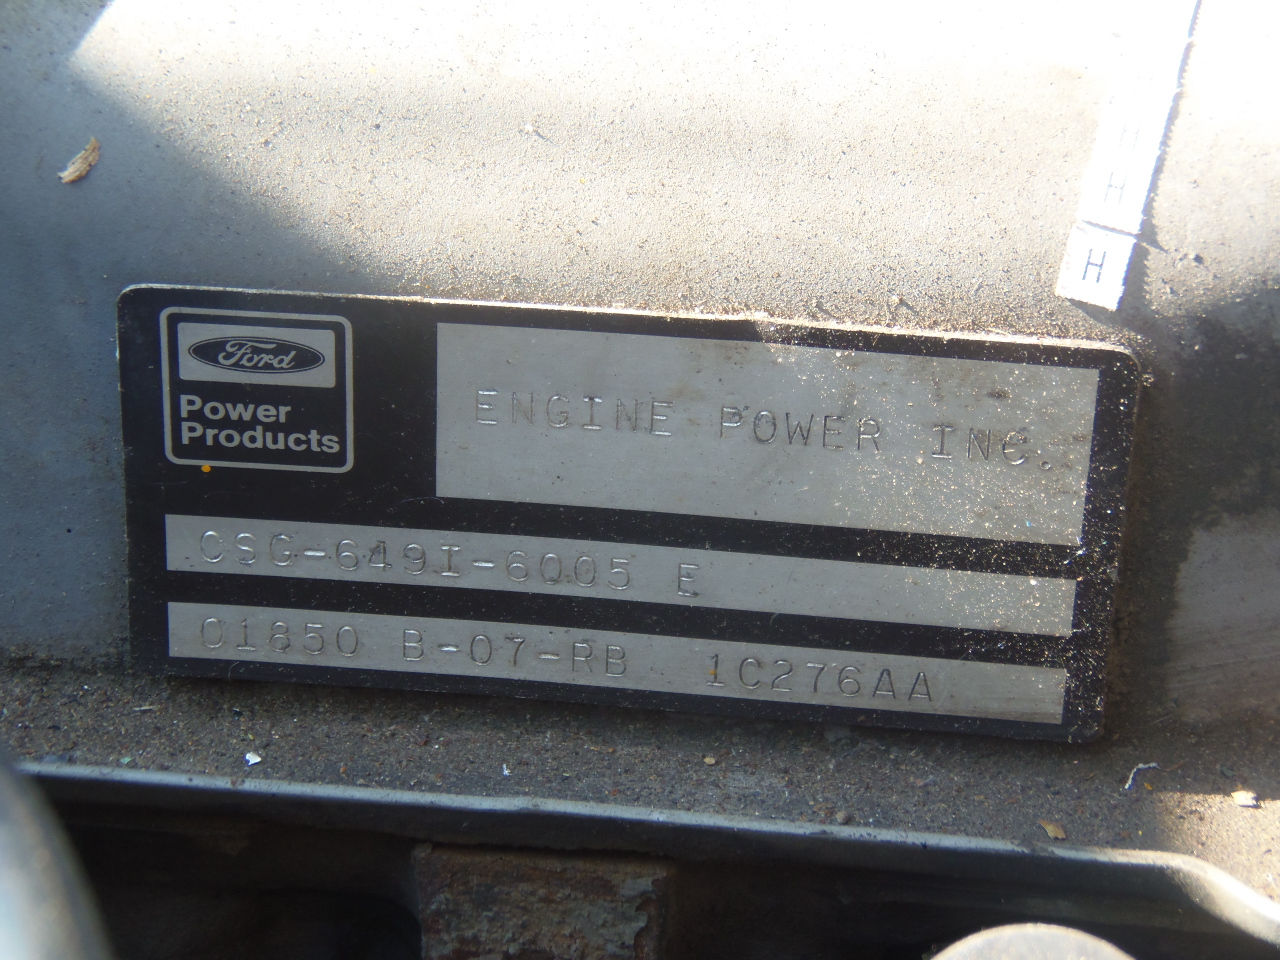 H
H
Ford
Power
Products
ENGINE POWER INC.
CSG-649I-6005 E
01850 B-07-RB 1C276AA